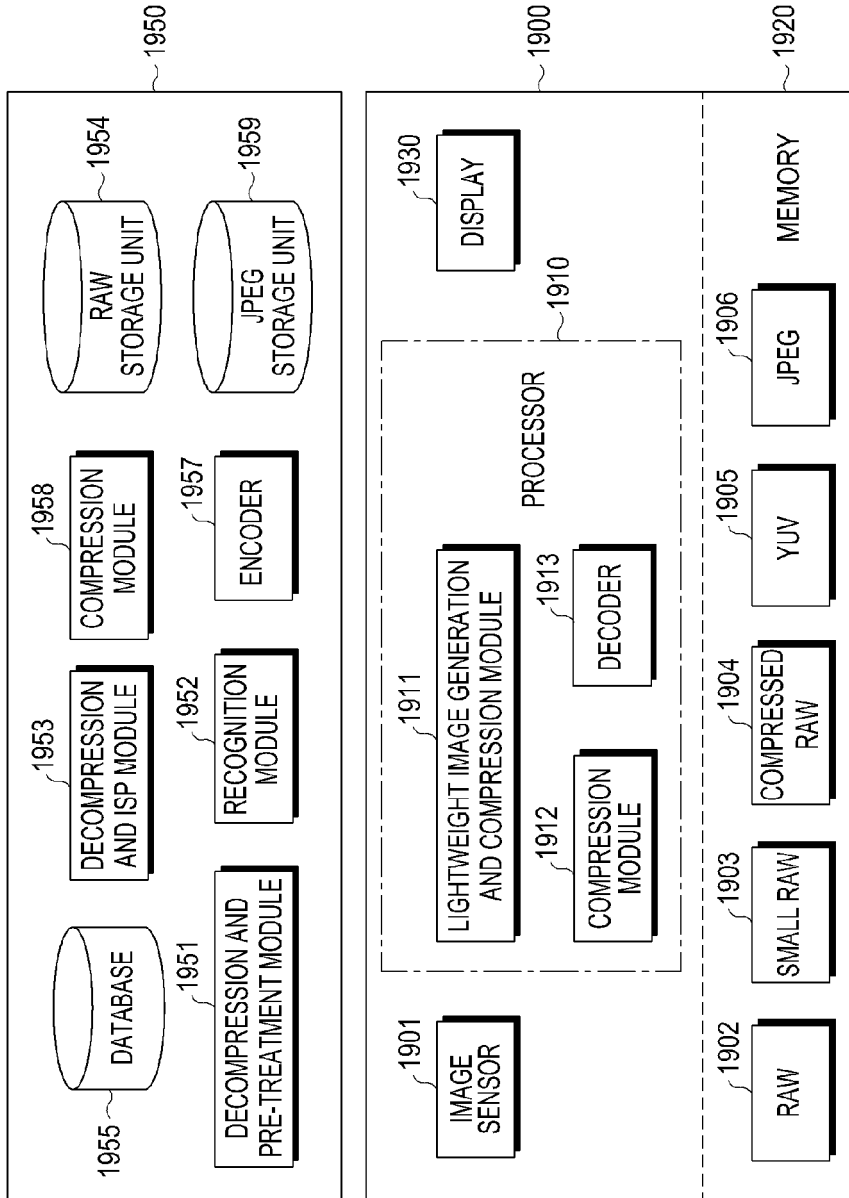 1950
1955
DATABASE
1953
DECOMPRESSION
AND ISP MODULE
1958
COMPRESSION
MODULE
1954
RAW
STORAGE UNIT
1951
DECOMPRESSION AND
PRE-TREATMENT MODULE
1952
RECOGNITION
MODULE
1957
ENCODER
1959
JPEG
STORAGE UNIT
1900
1901
IMAGE
SENSOR
1911
LIGHTWEIGHT IMAGE GENERATION
AND COMPRESSION MODULE
1912
COMPRESSION
MODULE
1913
DECODER
PROCESSOR
1910
1930
DISPLAY
1920
1902
RAW
1903
SMALL RAW
1904
COMPRESSED
RAW
1905
YUV
1906
JPEG
MEMORY